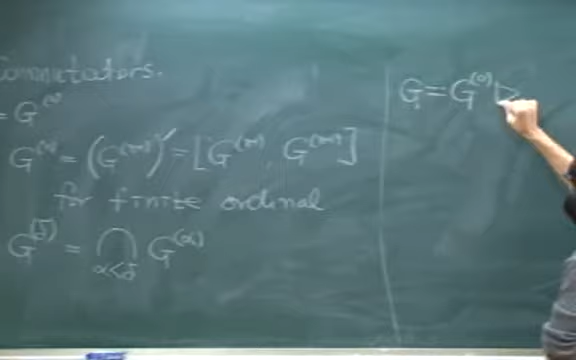 Commutators.
= G^(0)
G^(n) = (G^(n-1))' = [G^(n-1), G^(n-1)]
for finite ordinal
G^(δ) = ⋂_{α<δ} G^(α)
G = G^(0) ▷